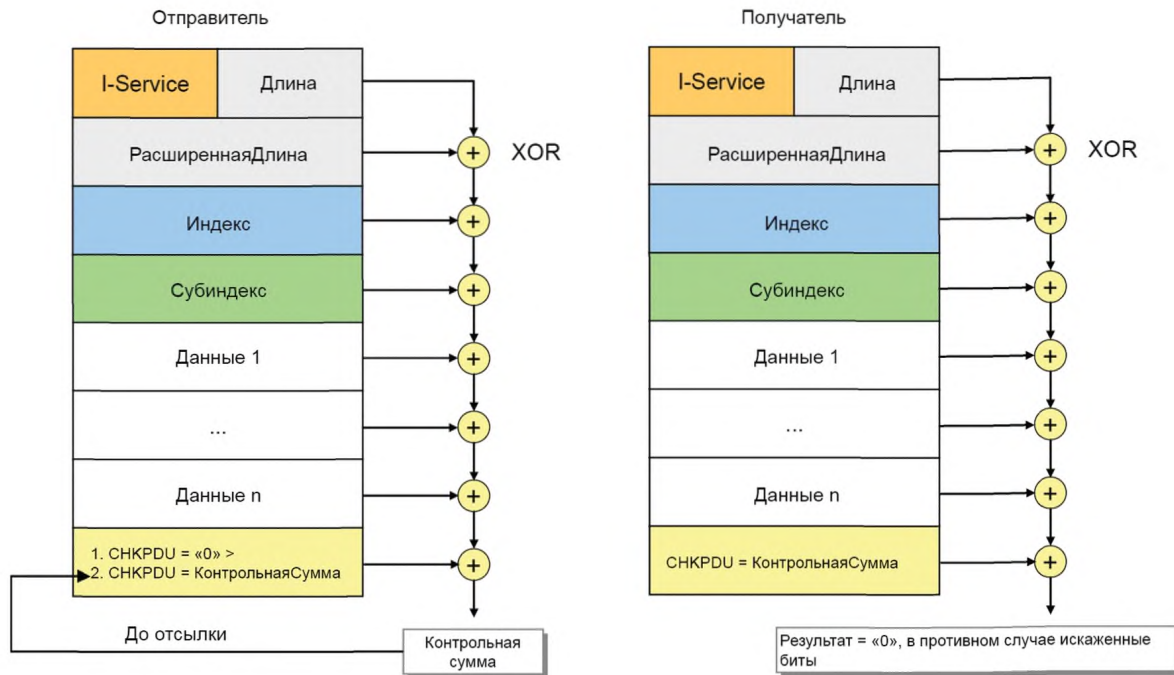 Отправитель
I-Service
Длина
РасширеннаяДлина
XOR
Индекс
Субиндекс
Данные 1
...
Данные n
1. CHKPDU = «0» >
2. CHKPDU = КонтрольнаяСумма
До отсылки
Контрольная
сумма
Получатель
I-Service
Длина
РасширеннаяДлина
XOR
Индекс
Субиндекс
Данные 1
...
Данные n
CHKPDU = КонтрольнаяСумма
Результат = «0», в противном случае искаженные
биты